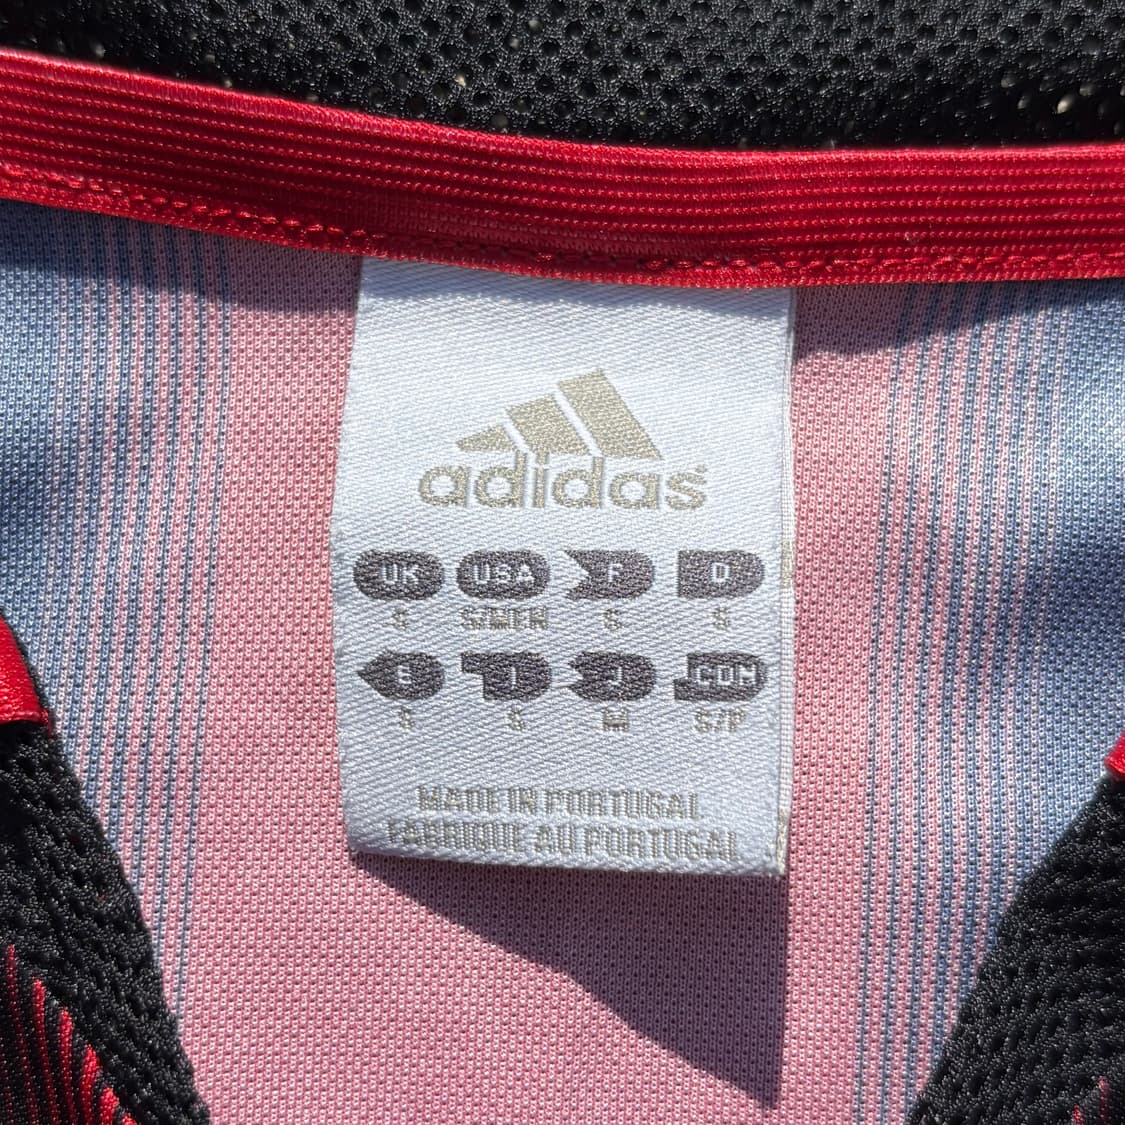 adidas
UK USA F D
S S/MEN S S
E I J .COM
S S M S/P
MADE IN PORTUGAL
FABRIQUE AU PORTUGAL